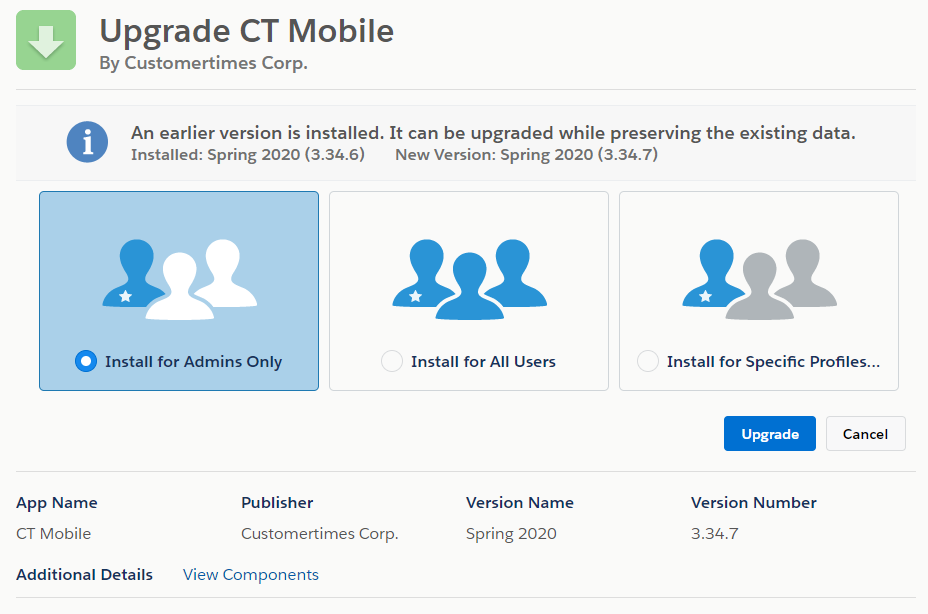 Upgrade CT Mobile
By Customertimes Corp.
An earlier version is installed. It can be upgraded while preserving the existing data.
Installed: Spring 2020 (3.34.6) New Version: Spring 2020 (3.34.7)
Install for Admins Only
Install for All Users
Install for Specific Profiles...
Upgrade Cancel
App Name Publisher Version Name Version Number
CT Mobile Customertimes Corp. Spring 2020 3.34.7
Additional Details View Components